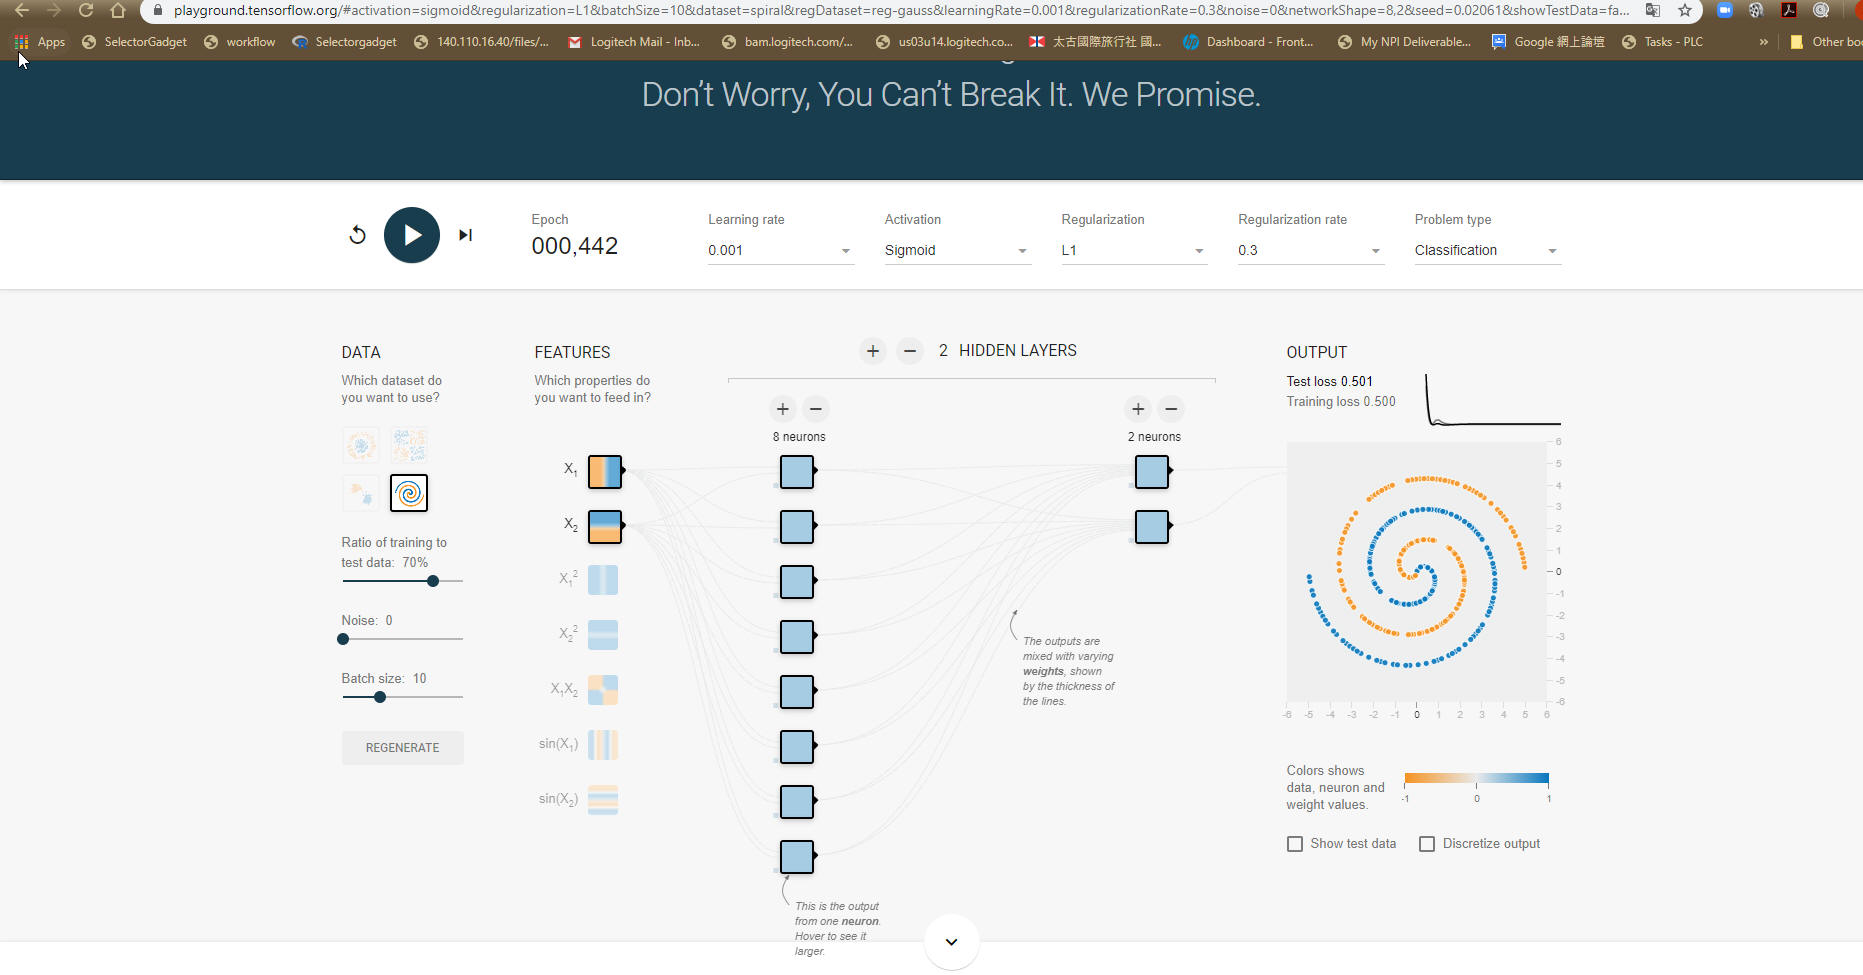 playground.tensorflow.org/#activation=sigmoid&regularization=L1&batchSize=10&dataset=spiral&regDataset=reg-gauss&learningRate=0.001&regularizationRate=0.3&noise=0&networkShape=8,2&seed=0.02061&showTestData=fa...
Apps SelectorGadget workflow Selectorgadget 140.110.16.40/files/... Logitech Mail - Inb... bam.logitech.com/... us03u14.logitech.co... 太古國際旅行社 國... Dashboard - Front... My NPI Deliverable... Google 網上論壇 Tasks - PLC » Other boo
Don't Worry, You Can't Break It. We Promise.
Epoch
000,442
Learning rate
0.001
Activation
Sigmoid
Regularization
L1
Regularization rate
0.3
Problem type
Classification
DATA
Which dataset do
you want to use?
Ratio of training to
test data: 70%
Noise: 0
Batch size: 10
REGENERATE
FEATURES
Which properties do
you want to feed in?
X₁
X₂
X₁²
X₂²
X₁X₂
sin(X₁)
sin(X₂)
+ − 2 HIDDEN LAYERS
+ −
8 neurons
+ −
2 neurons
The outputs are
mixed with varying
weights, shown
by the thickness of
the lines.
This is the output
from one neuron.
Hover to see it
larger.
OUTPUT
Test loss 0.501
Training loss 0.500
6
5
4
3
2
1
0
-1
-2
-3
-4
-5
-6
-6 -5 -4 -3 -2 -1 0 1 2 3 4 5 6
Colors shows
data, neuron and
weight values.
-1 0 1
Show test data
Discretize output